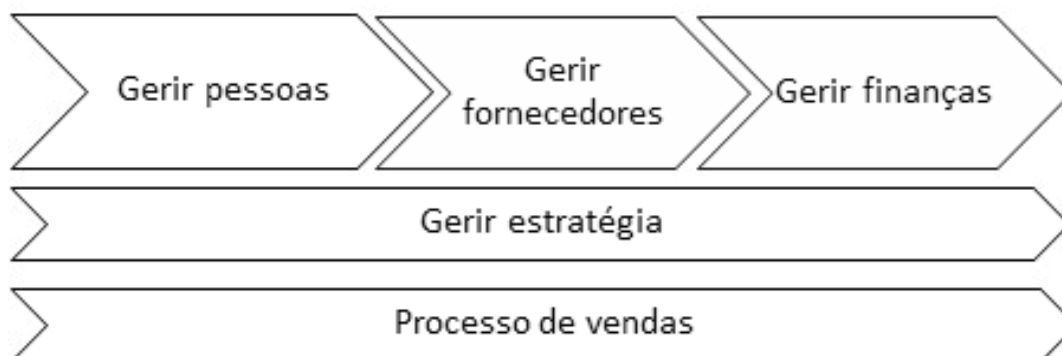 Gerir pessoas
Gerir
fornecedores
Gerir finanças
Gerir estratégia
Processo de vendas